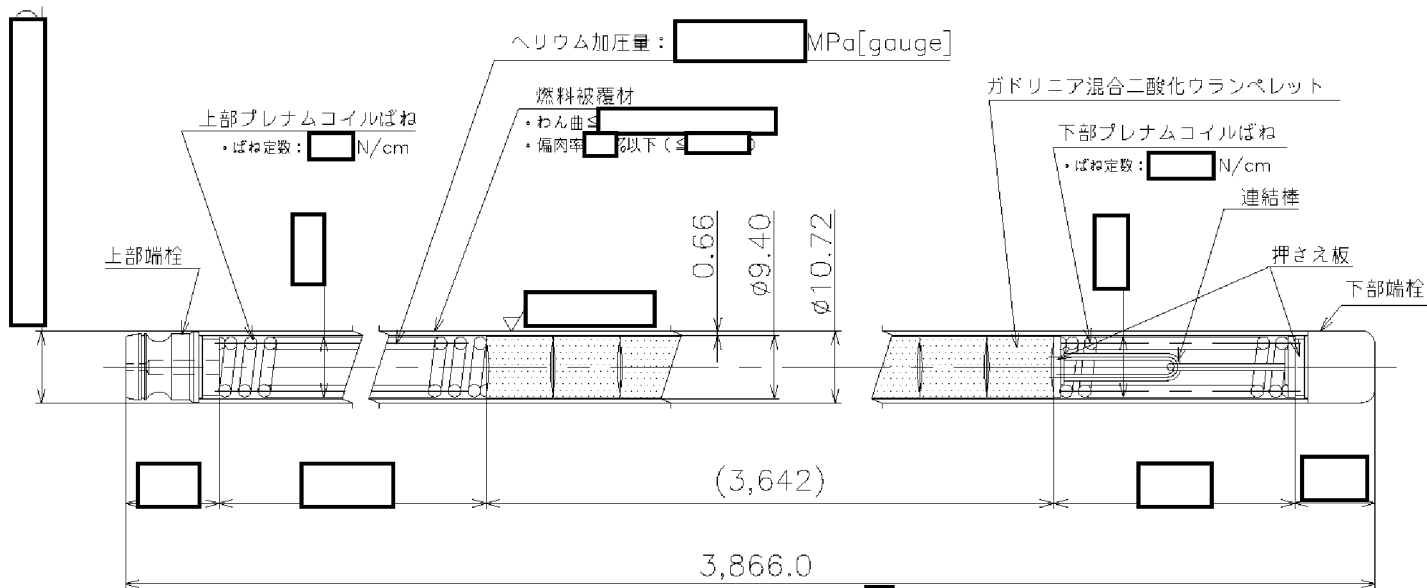 ヘリウム加圧量： MPa[gauge]
燃料被覆材
・わん曲≦
・偏肉率 %以下（≦ ）
ガドリニア混合二酸化ウランペレット
上部プレナムコイルばね
・ばね定数： N/cm
下部プレナムコイルばね
・ばね定数： N/cm
連結棒
上部端栓
0.66
ø9.40
ø10.72
押さえ板
下部端栓
(3,642)
3,866.0